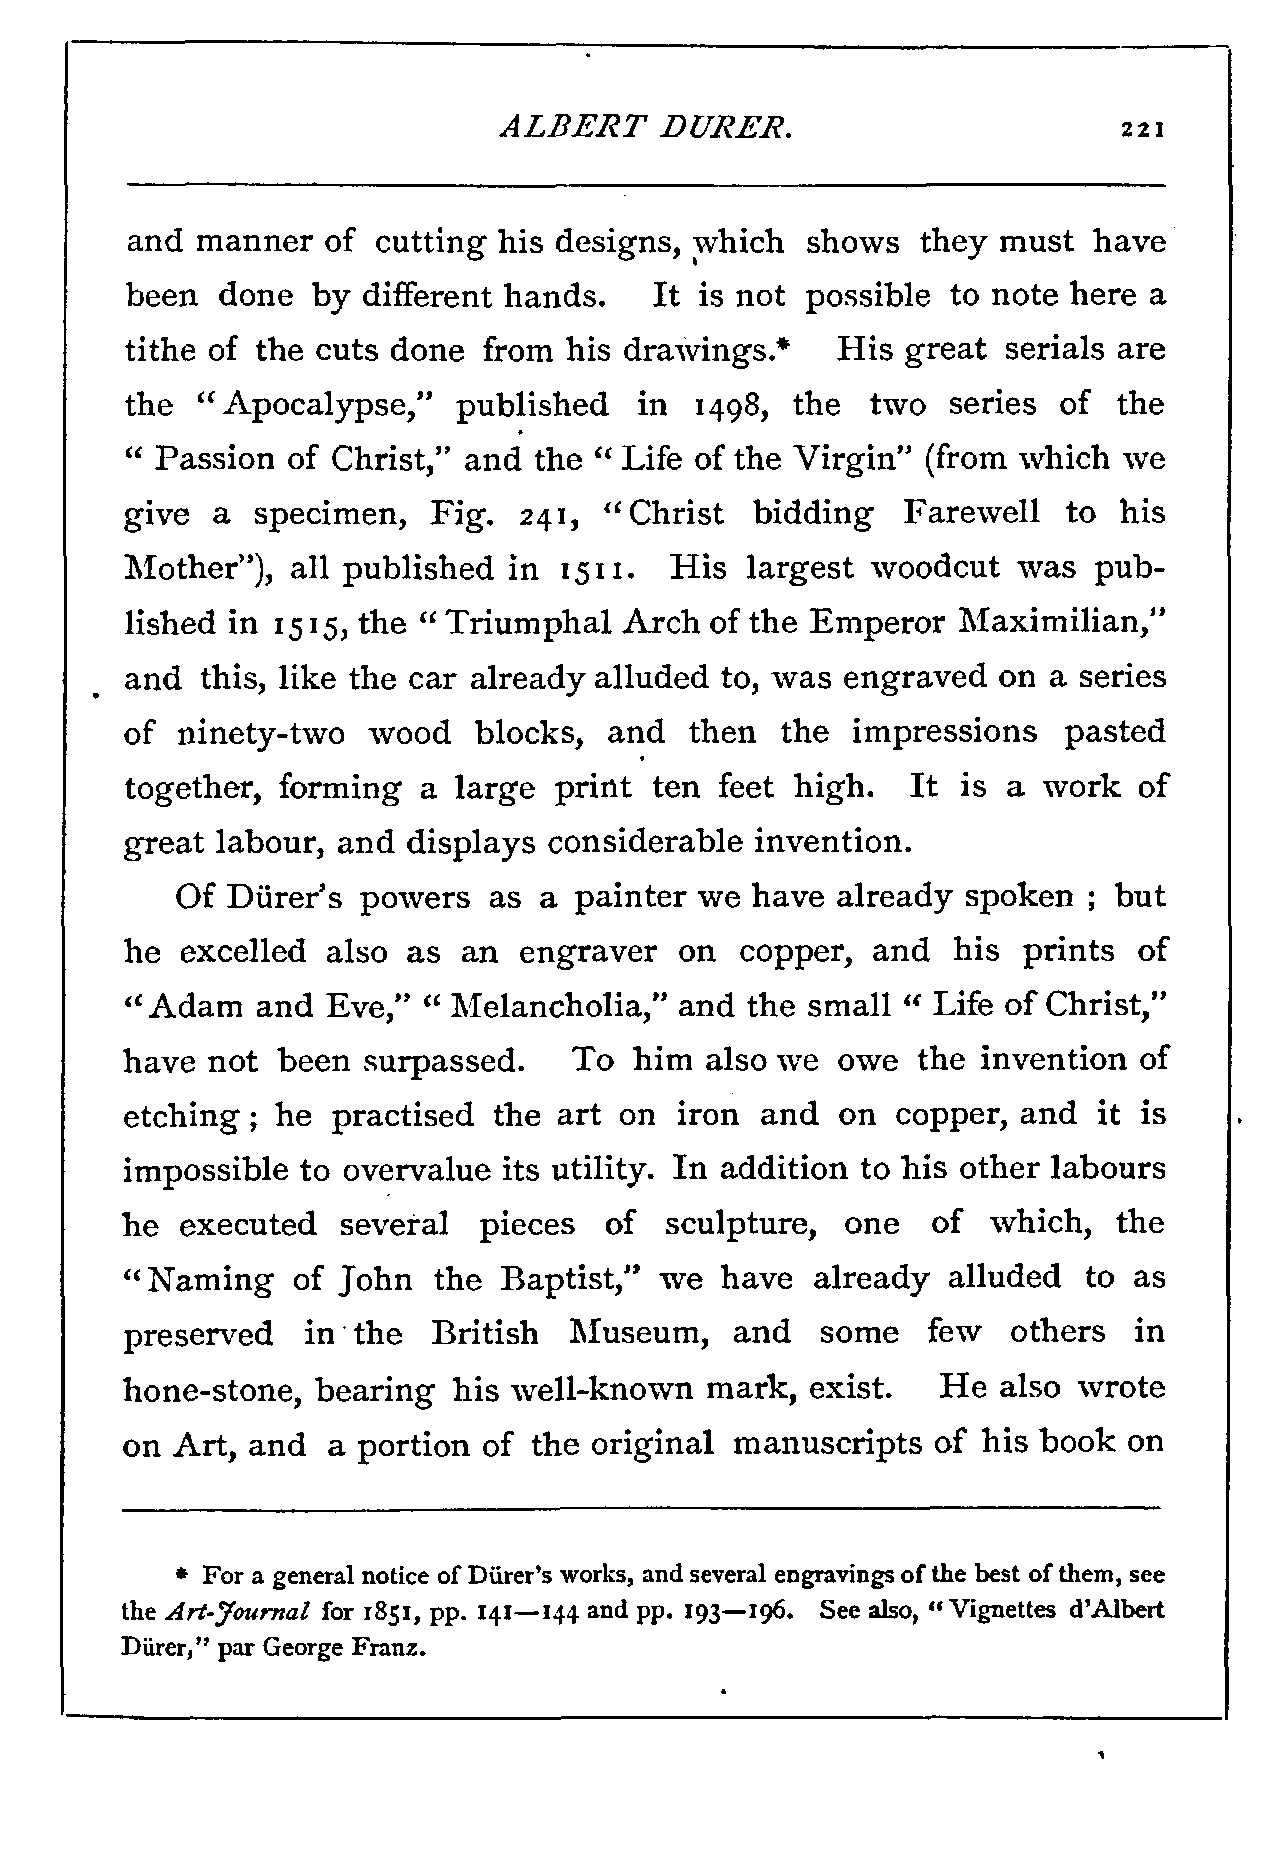 ALBERT DURER. 221
and manner of cutting his designs, which shows they must have
been done by different hands. It is not possible to note here a
tithe of the cuts done from his drawings.* His great serials are
the “Apocalypse,” published in 1498, the two series of the
“Passion of Christ,” and the “Life of the Virgin” (from which we
give a specimen, Fig. 241, “Christ bidding Farewell to his
Mother”), all published in 1511. His largest woodcut was pub-
lished in 1515, the “Triumphal Arch of the Emperor Maximilian,”
and this, like the car already alluded to, was engraved on a series
of ninety-two wood blocks, and then the impressions pasted
together, forming a large print ten feet high. It is a work of
great labour, and displays considerable invention.
Of Dürer’s powers as a painter we have already spoken ; but
he excelled also as an engraver on copper, and his prints of
“Adam and Eve,” “Melancholia,” and the small “Life of Christ,”
have not been surpassed. To him also we owe the invention of
etching ; he practised the art on iron and on copper, and it is
impossible to overvalue its utility. In addition to his other labours
he executed several pieces of sculpture, one of which, the
“Naming of John the Baptist,” we have already alluded to as
preserved in the British Museum, and some few others in
hone-stone, bearing his well-known mark, exist. He also wrote
on Art, and a portion of the original manuscripts of his book on
* For a general notice of Dürer’s works, and several engravings of the best of them, see
the Art-Journal for 1851, pp. 141—144 and pp. 193—196. See also, “Vignettes d’Albert
Dürer,” par George Franz.